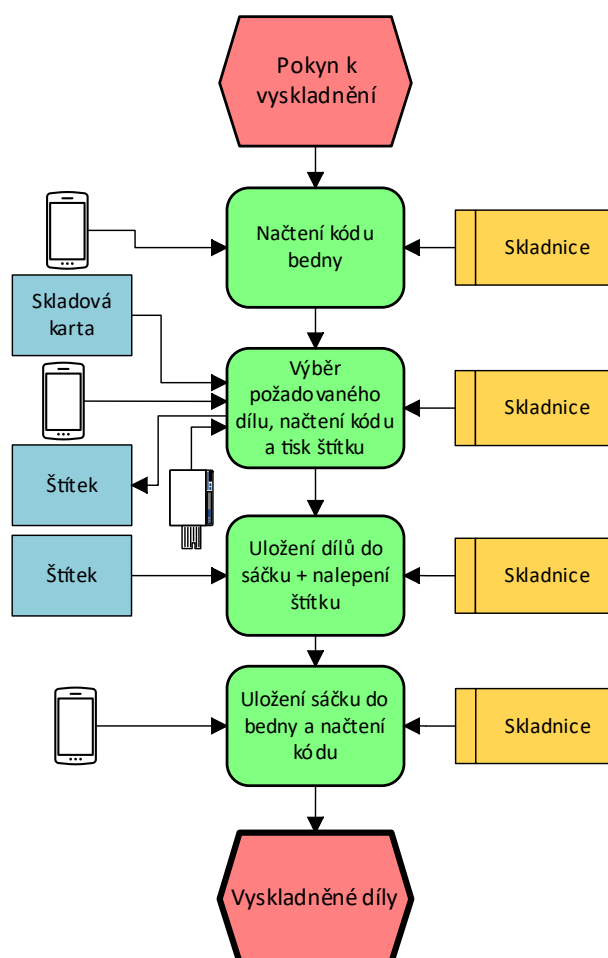 Pokyn k
vyskladnění
Načtení kódu
bedny
Skladnice
Skladová
karta
Výběr
požadovaného
dílu, načtení kódu
a tisk štítku
Skladnice
Štítek
Štítek
Uložení dílů do
sáčku + nalepení
štítku
Skladnice
Uložení sáčku do
bedny a načtení
kódu
Skladnice
Vyskladněné díly